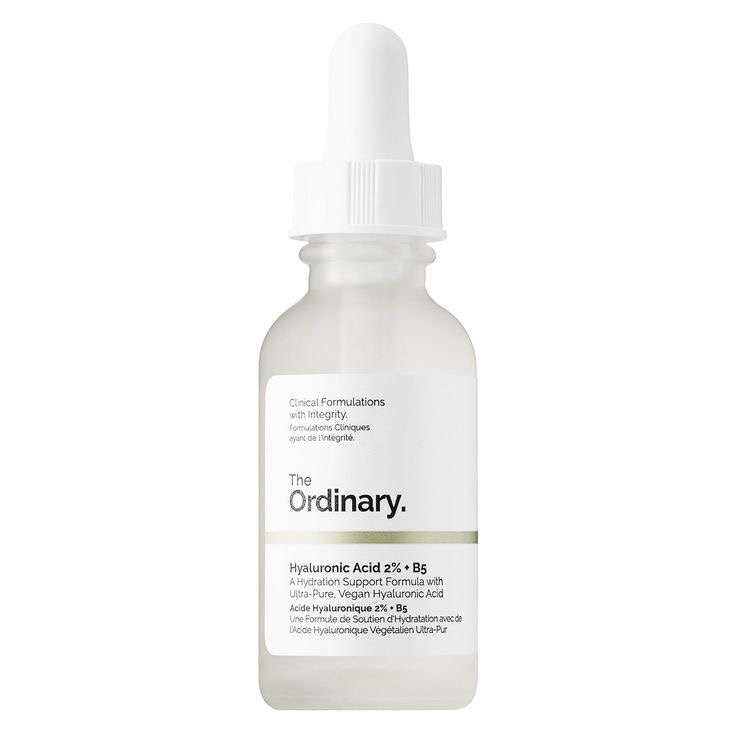 Clinical Formulations
with Integrity.
Formulations Cliniques
ayant de l'Intégrité.
The
Ordinary.
Hyaluronic Acid 2% + B5
A Hydration Support Formula with
Ultra-Pure, Vegan Hyaluronic Acid
Acide Hyaluronique 2% + B5
Une Formule de Soutien d'Hydratation avec de
l'Acide Hyaluronique Végétalien Ultra-Pur